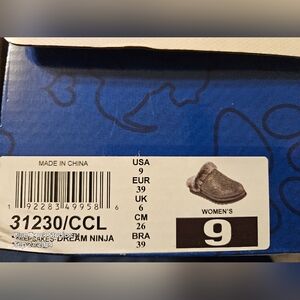 MADE IN CHINA
1 92283 49958 6
31230/CCL
KEEPSAKES-DREAM NINJA
USA
9
EUR
39
UK
6
CM
26
BRA
39
WOMEN'S
9